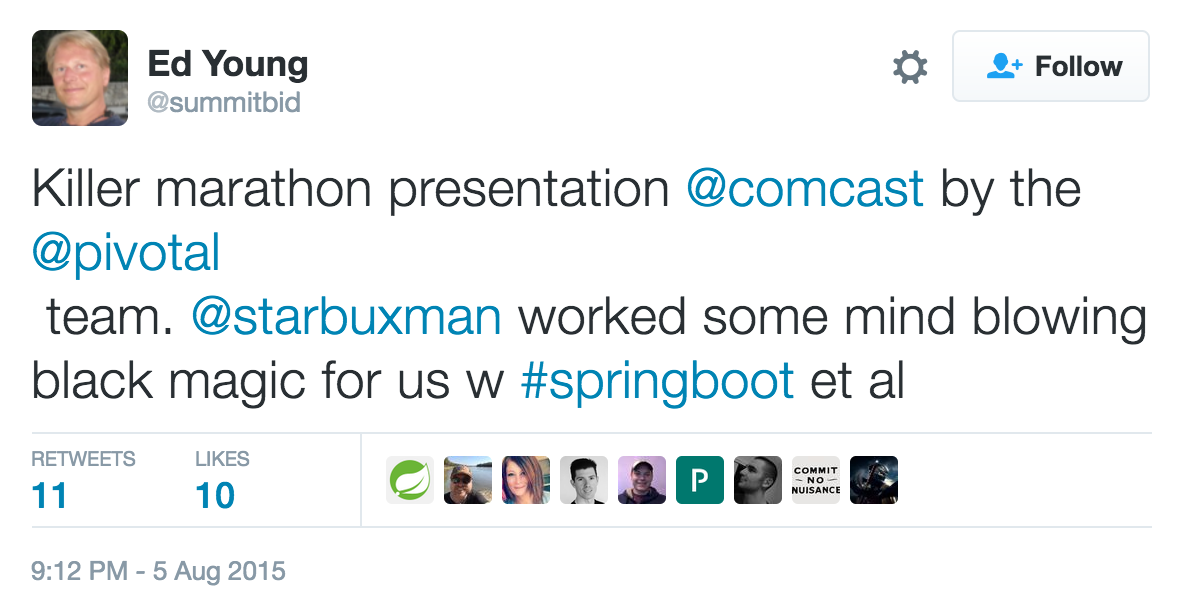 Ed Young
@summitbid
Follow
Killer marathon presentation @comcast by the
@pivotal
team. @starbuxman worked some mind blowing
black magic for us w #springboot et al
RETWEETS
11
LIKES
10
P
COMMIT
NO
NUISANCE
9:12 PM - 5 Aug 2015